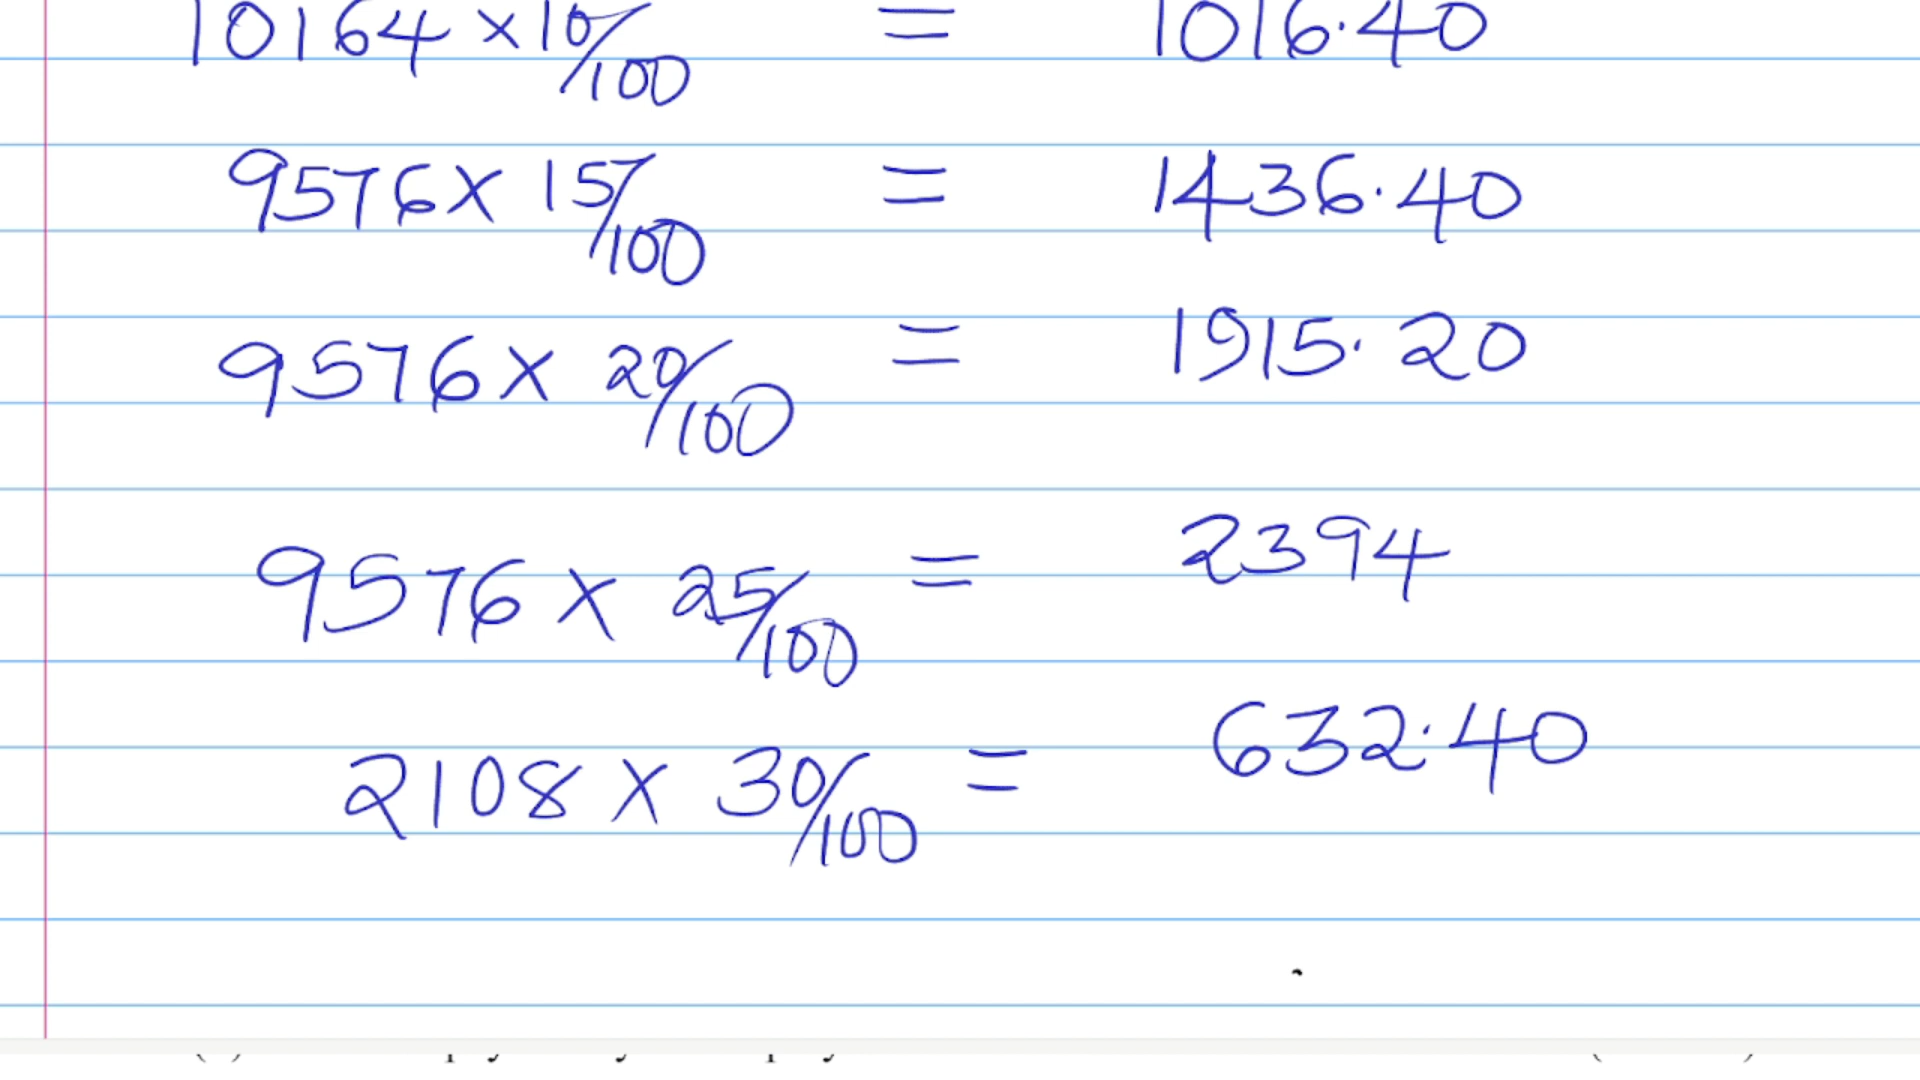 10164 × 10/100 = 1016.40
9576 × 15/100 = 1436.40
9576 × 20/100 = 1915.20
9576 × 25/100 = 2394
2108 × 30/100 = 632.40